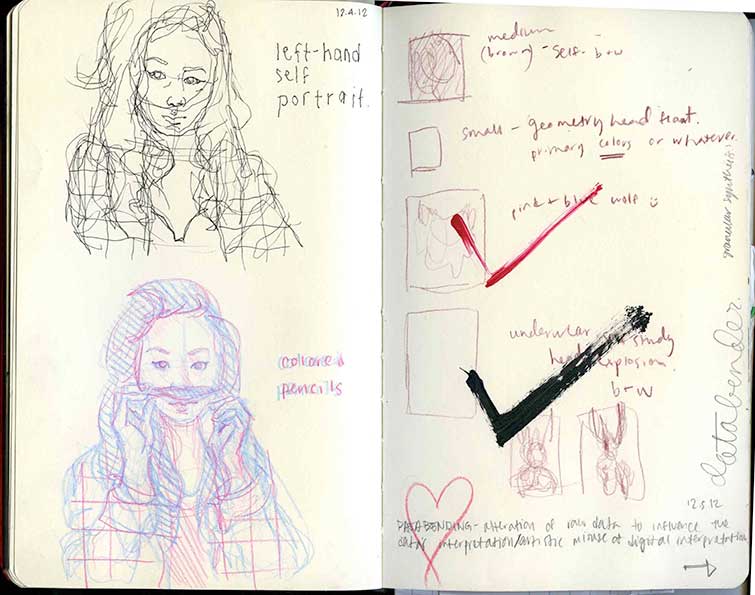 12.4.12
left-hand
self
portrait.
colored
pencils
medium
(brown) - self - b+w
small - geometry head
primary colors or whatever.
pink + blue wolf
study
head explosion
b+w
granular synthesis
databender
12.5.12
DATABENDING - alteration of raw data to influence the
data interpretation/artistic misuse of digital interpretation